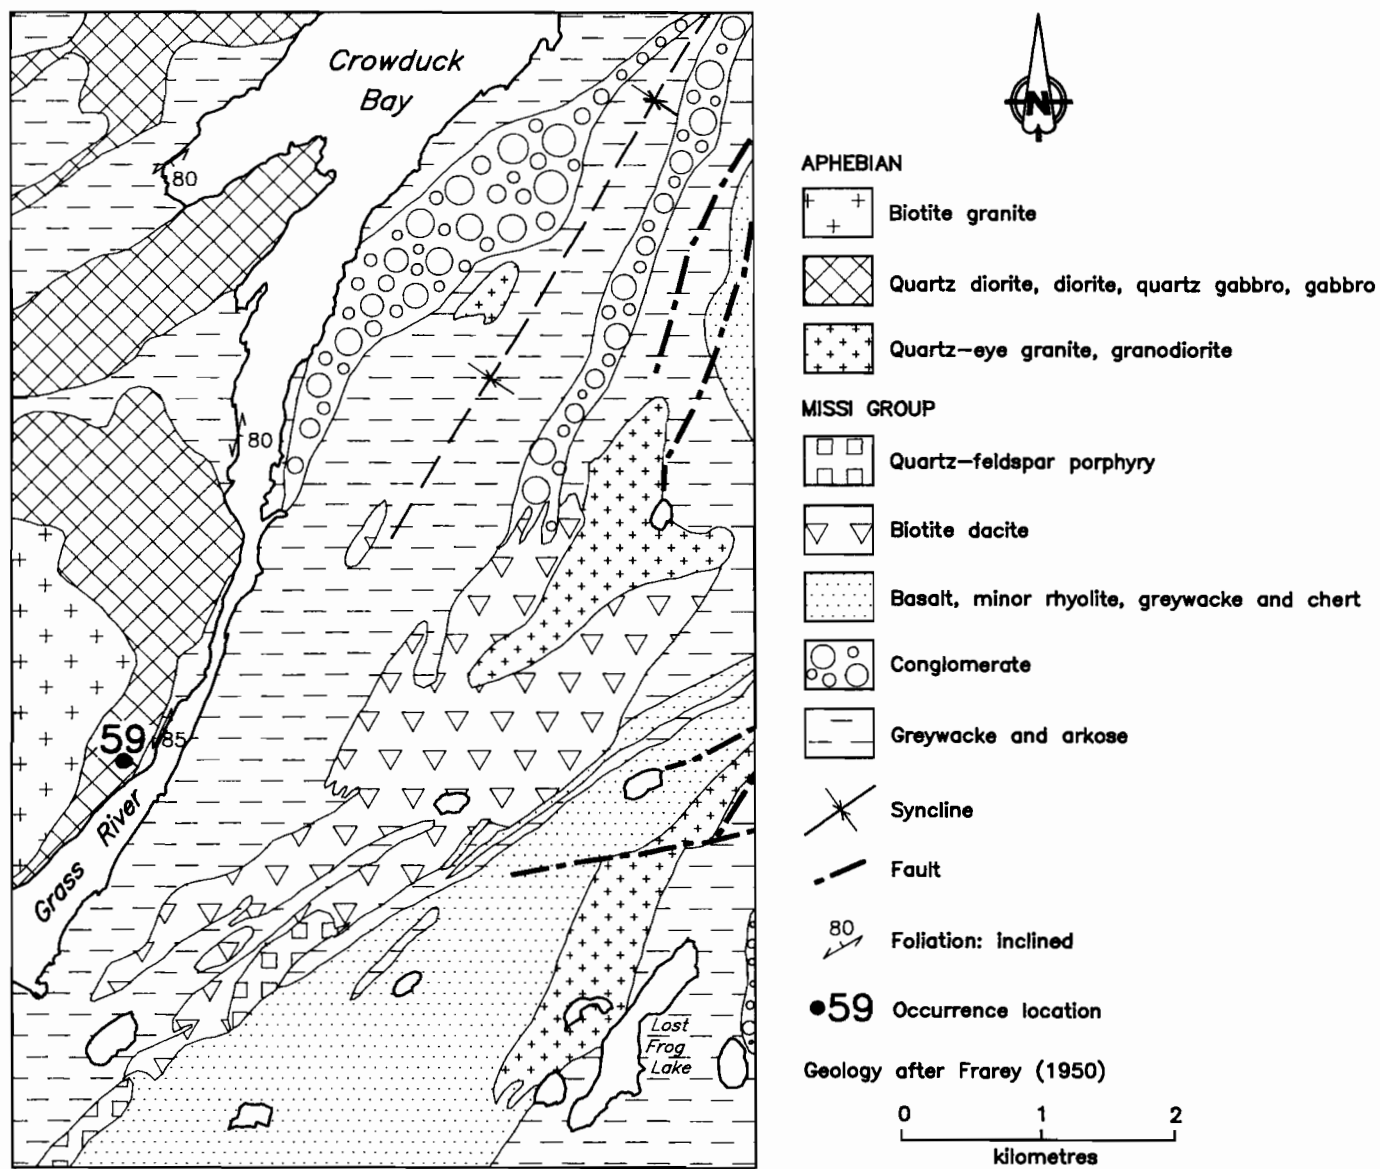 Crowduck
Bay
80
80
59
85
Grass River
Lost
Frog
Lake
N
APHEBIAN
Biotite granite
Quartz diorite, diorite, quartz gabbro, gabbro
Quartz-eye granite, granodiorite
MISSI GROUP
Quartz-feldspar porphyry
Biotite dacite
Basalt, minor rhyolite, greywacke and chert
Conglomerate
Greywacke and arkose
Syncline
Fault
80
Foliation: inclined
59 Occurrence location
Geology after Frarey (1950)
0 1 2
kilometres